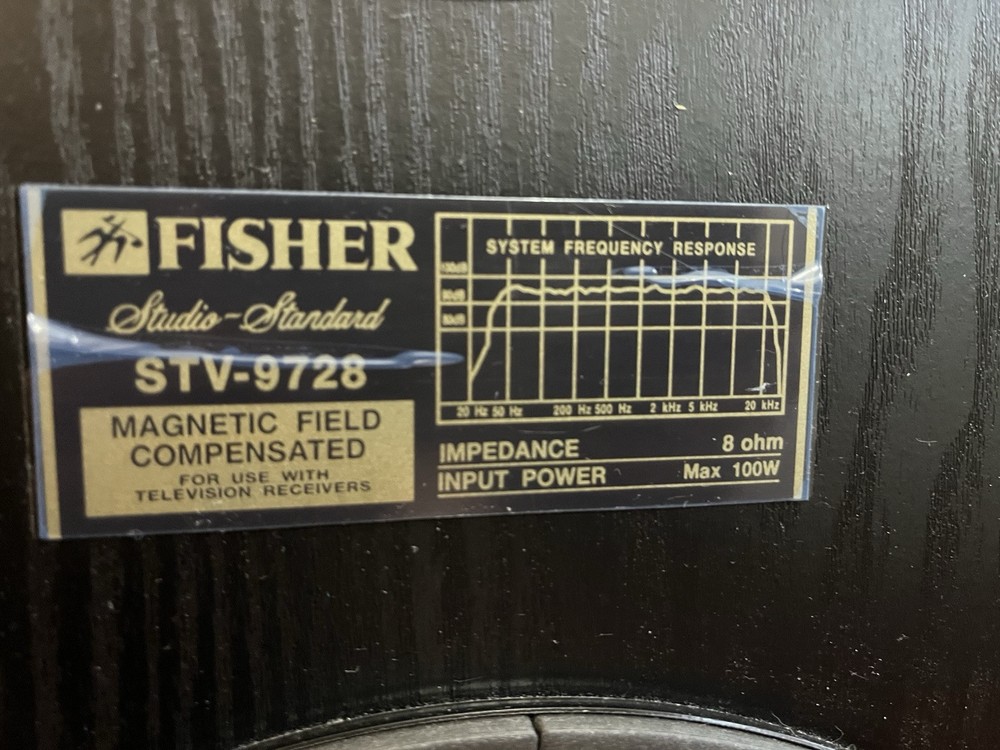 FISHER
Studio-Standard
STV-9728
MAGNETIC FIELD
COMPENSATED
FOR USE WITH
TELEVISION RECEIVERS
SYSTEM FREQUENCY RESPONSE
20 Hz 50 Hz 200 Hz 500 Hz 2 kHz 5 kHz 20 kHz
IMPEDANCE 8 ohm
INPUT POWER Max 100W